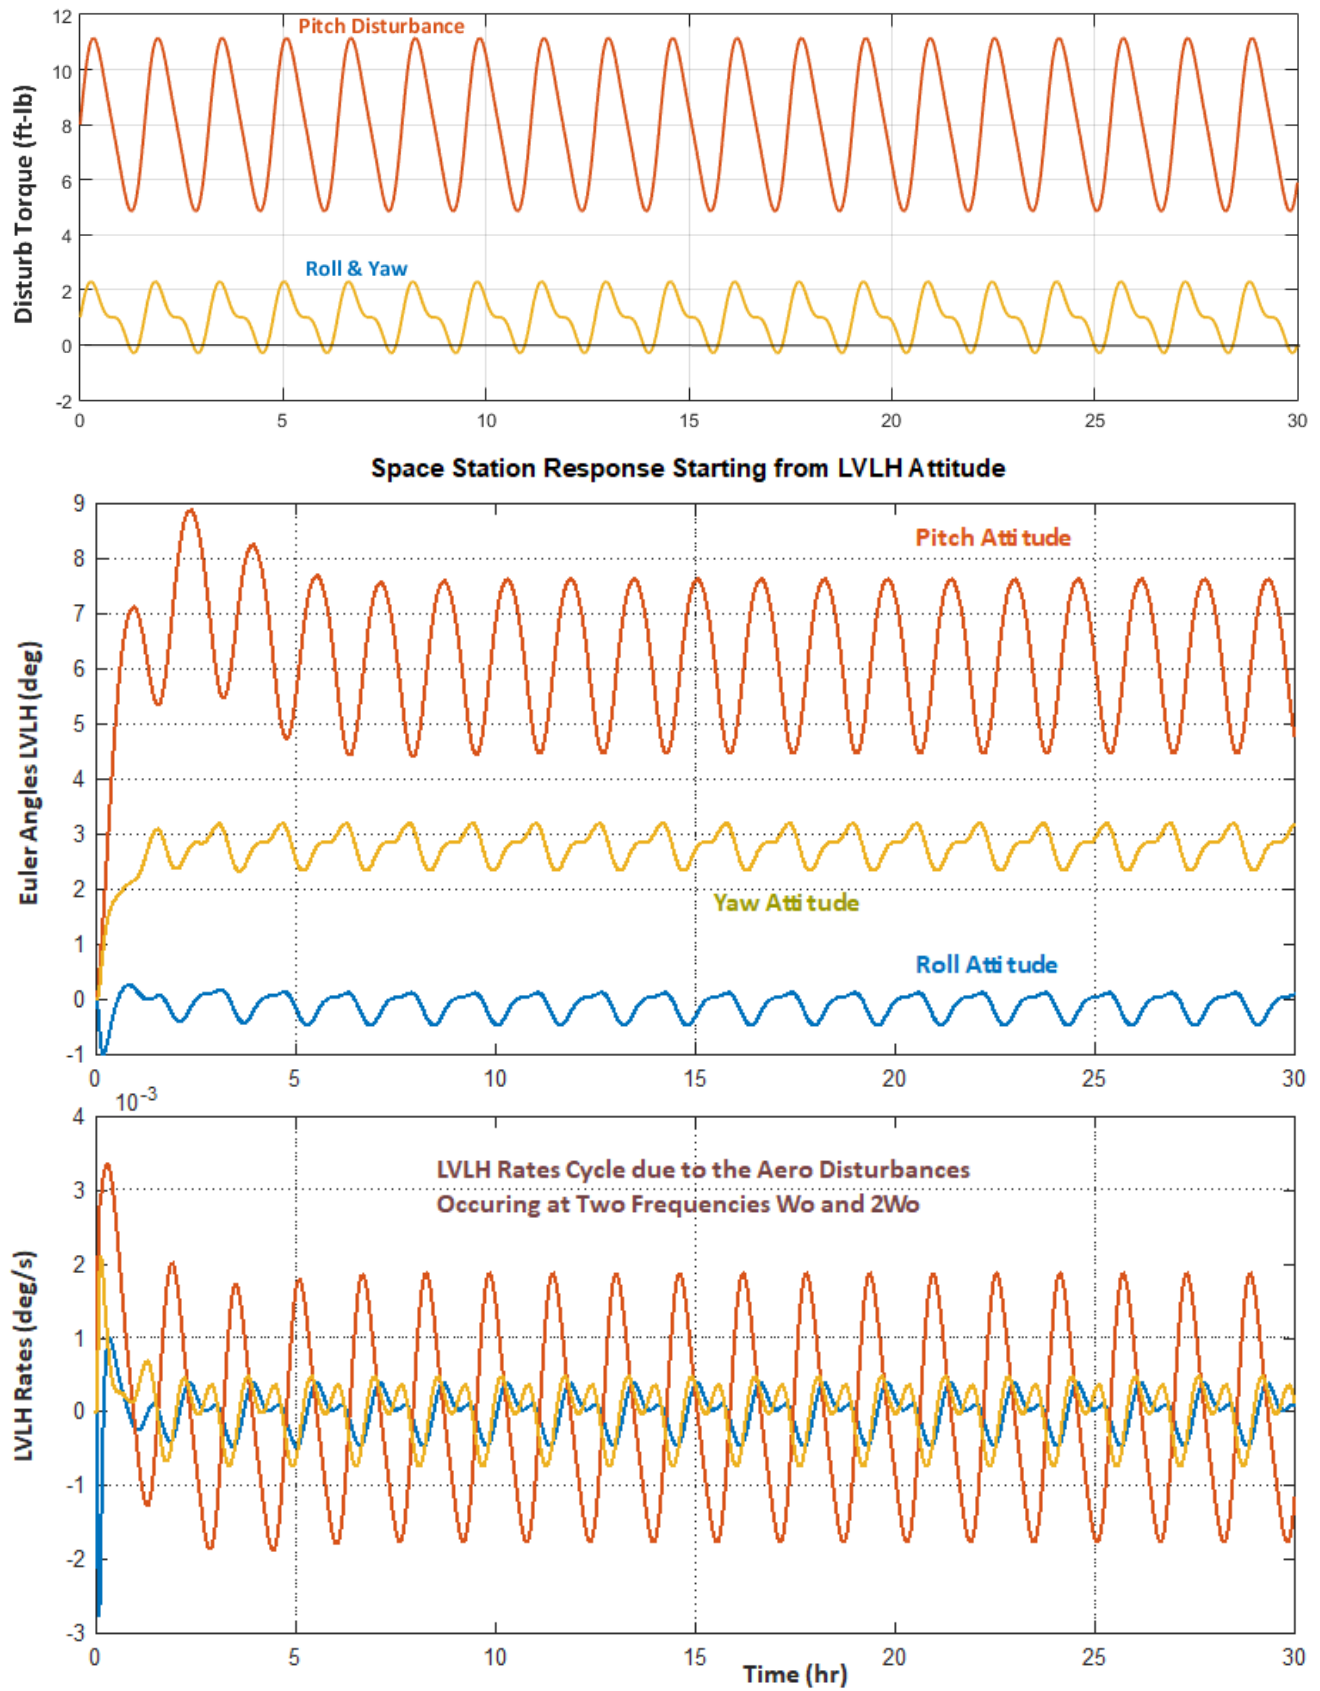 12
Pitch Disturbance
10
8
6
4
Roll & Yaw
2
0
-2
Disturb Torque (ft-lb)
0 5 10 15 20 25 30
Space Station Response Starting from LVLH Attitude
9
Pitch Attitude
8
7
6
5
4
3
2
Yaw Attitude
1
Roll Attitude
0
-1
Euler Angles LVLH (deg)
0 5 10 15 20 25 30
10-3
4
LVLH Rates Cycle due to the Aero Disturbances
3
Occuring at Two Frequencies Wo and 2Wo
2
1
0
-1
-2
-3
LVLH Rates (deg/s)
0 5 10 15 20 25 30
Time (hr)